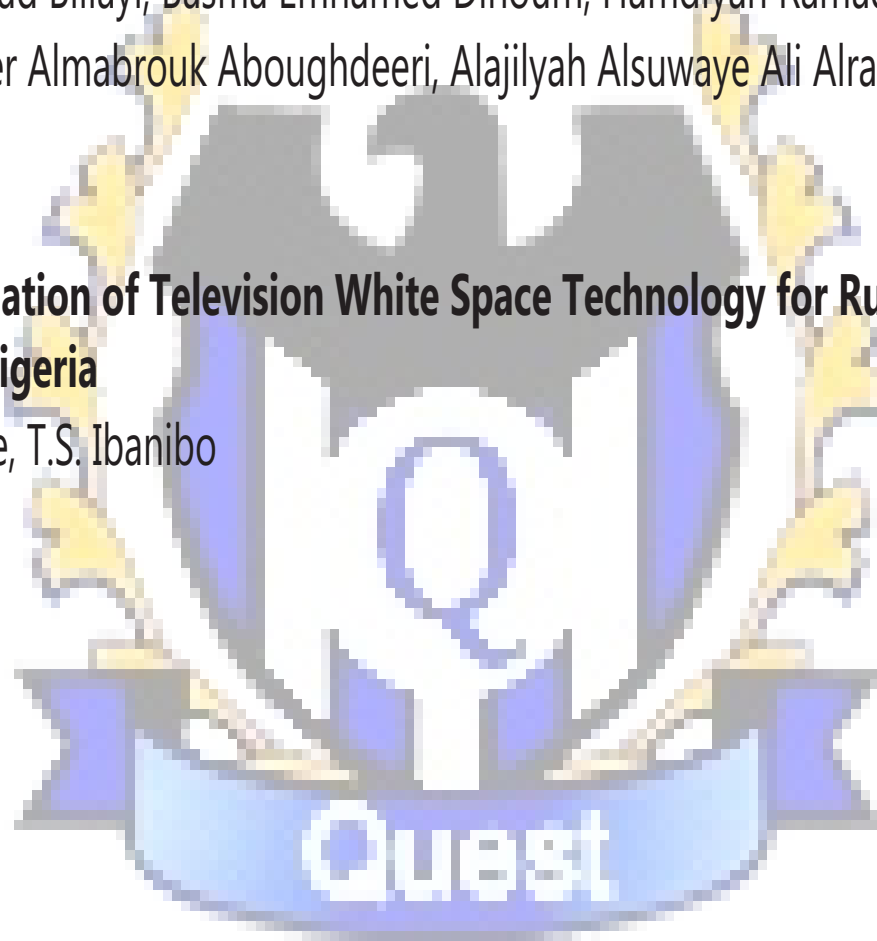 er Almabrouk Aboughdeeri, Alajilyah Alsuwaye Ali Alra
ation of Television White Space Technology for Ru
igeria
e, T.S. Ibanibo
Q
Quest